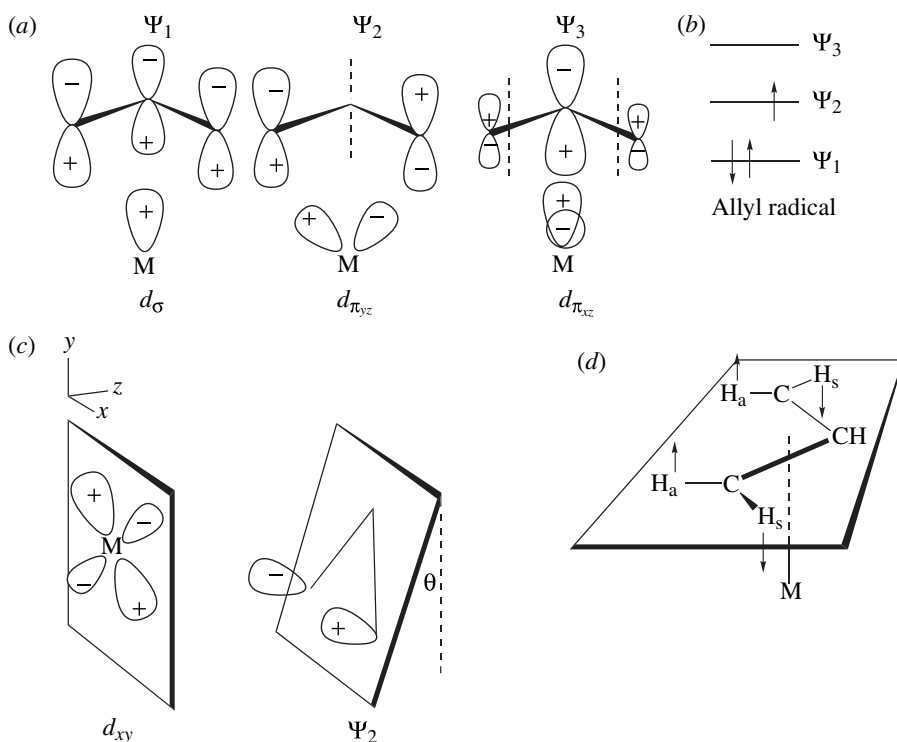 (a)
Ψ1 Ψ2 Ψ3
− − − − + − + +
+ + + + − − + −
+ + − +
−
M M M
dσ dπyz dπxz
(b)
Ψ3
Ψ2
Ψ1
Allyl radical
(c)
y
z
x
+ −
M
− +
dxy
−
+
θ
Ψ2
(d)
Ha C Hs
CH
Ha C
Hs
M